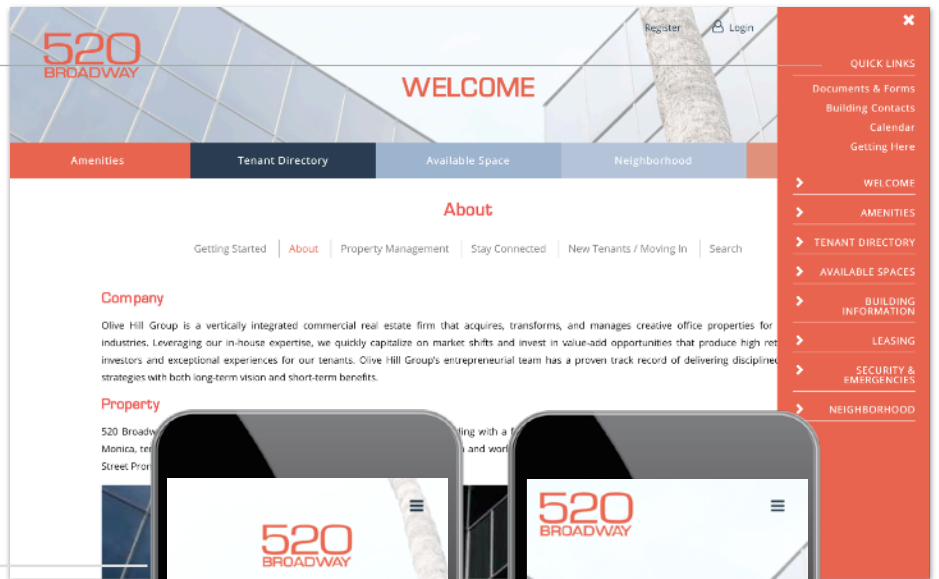 Register
Login
520
BROADWAY
WELCOME
QUICK LINKS
Documents & Forms
Building Contacts
Calendar
Getting Here
Amenities
Tenant Directory
Available Space
Neighborhood
WELCOME
AMENITIES
TENANT DIRECTORY
AVAILABLE SPACES
BUILDING
INFORMATION
LEASING
SECURITY &
EMERGENCIES
NEIGHBORHOOD
About
Getting Started
About
Property Management
Stay Connected
New Tenants / Moving In
Search
Company
Olive Hill Group is a vertically integrated commercial real estate firm that acquires, transforms, and manages creative office properties for
industries. Leveraging our in-house expertise, we quickly capitalize on market shifts and invest in value-add opportunities that produce high
investors and exceptional experiences for our tenants. Olive Hill Group's entrepreneurial team has a proven track record of delivering
strategies with both long-term vision and short-term benefits.
Property
520 with a
Monica, and
Street
520
BROADWAY
520
BROADWAY